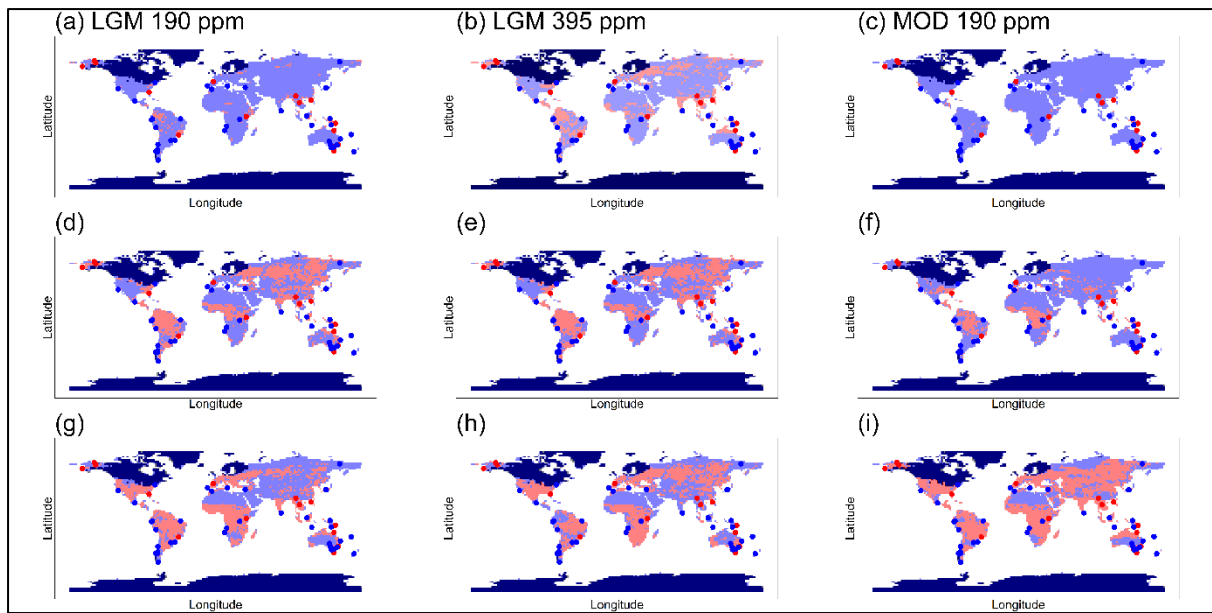 (a) LGM 190 ppm
(b) LGM 395 ppm
(c) MOD 190 ppm
Latitude
Latitude
Latitude
Longitude
Longitude
Longitude
(d)
(e)
(f)
Latitude
Latitude
Latitude
Longitude
Longitude
Longitude
(g)
(h)
(i)
Latitude
Latitude
Latitude
Longitude
Longitude
Longitude